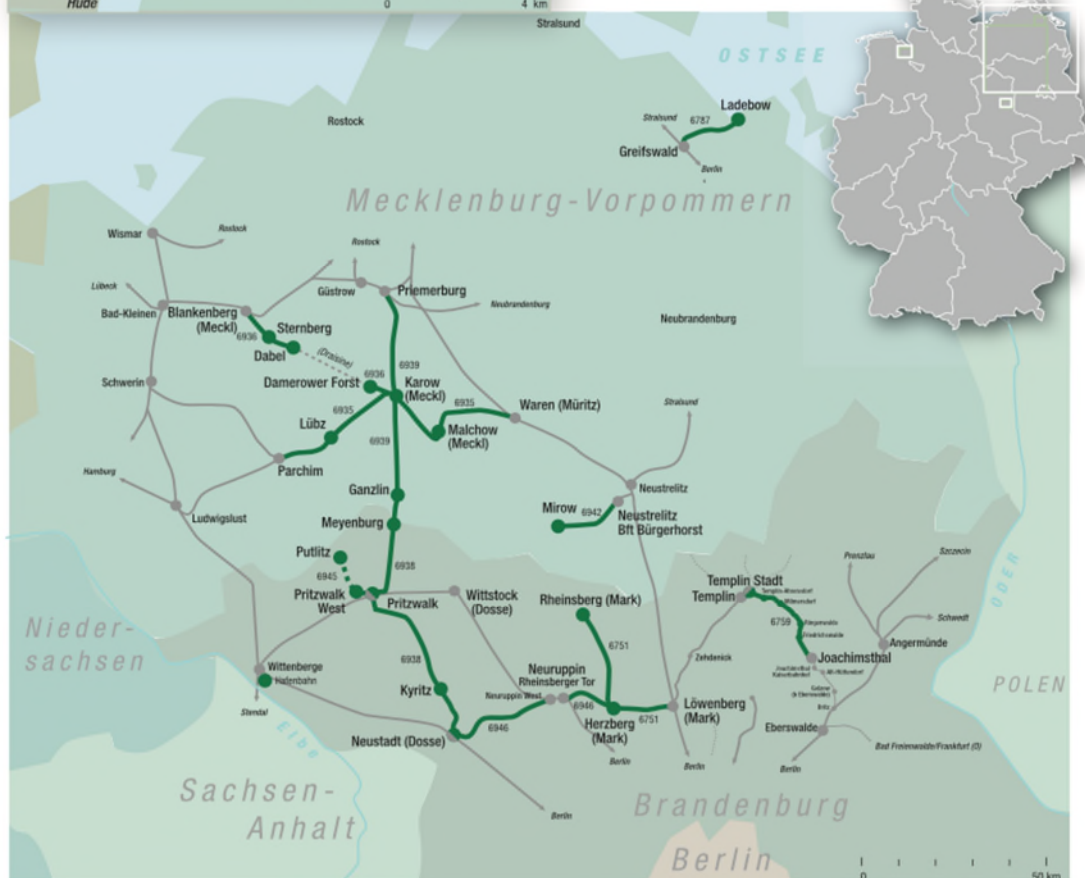 Hude
0
4 km
Stralsund
OSTSEE
Ladebow
Rostock
Stralsund
6787
Greifswald
Berlin
Mecklenburg-Vorpommern
Wismar
Rostock
Rostock
Lübeck
Güstrow
Priemerburg
Neubrandenburg
Bad-Kleinen
Blankenberg
(Meckl)
6936
Sternberg
Neubrandenburg
Dabel
(Draisine)
6939
Schwerin
Damerower Forst
6936
Karow
(Meckl)
6935
6935
Waren (Müritz)
Stralsund
Lübz
6939
Malchow
(Meckl)
Parchim
Hamburg
Ganzlin
Neustrelitz
Ludwigslust
Mirow
6942
Neustrelitz
Bft Bürgerhorst
Meyenburg
Putlitz
6938
6945
Pritzwalk
West
Pritzwalk
Wittstock
(Dosse)
Rheinsberg (Mark)
Templin Stadt
Templin
Prenzlau
Szczecin
ODER
Schwedt
6759
Friedrichswalde
Angermünde
Nieder-
sachsen
6751
Joachimsthal
Zehdenick
Wittenberge
Hafenbahn
6938
Neuruppin
Rheinsberger Tor
Neuruppin West
POLEN
Kyritz
6946
6751
Löwenberg
(Mark)
Stendal
Elbe
6946
Herzberg
(Mark)
Britz
Eberswalde
Neustadt (Dosse)
Bad Freienwalde/Frankfurt (O)
Berlin
Berlin
Berlin
Sachsen-
Anhalt
Berlin
Brandenburg
Berlin
0
50 km